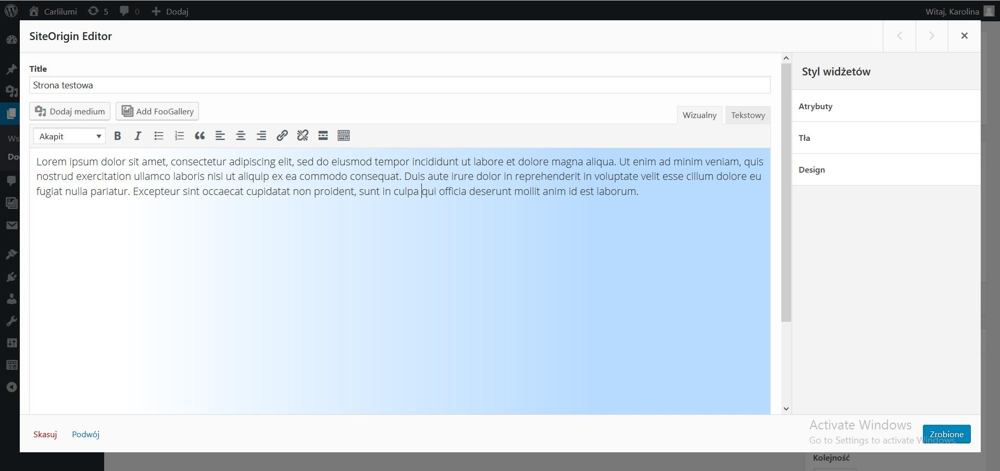 Carlilumi 5 0 Dodaj Witaj, Karolina
SiteOrigin Editor
Title
Strona testowa
Dodaj medium Add FooGallery
Wizualny Tekstowy
Akapit
Lorem ipsum dolor sit amet, consectetur adipiscing elit, sed do eiusmod tempor incididunt ut labore et dolore magna aliqua. Ut enim ad minim veniam, quis
nostrud exercitation ullamco laboris nisi ut aliquip ex ea commodo consequat. Duis aute irure dolor in reprehenderit in voluptate velit esse cillum dolore eu
fugiat nulla pariatur. Excepteur sint occaecat cupidatat non proident, sunt in culpa qui officia deserunt mollit anim id est laborum.
Styl widżetów
Atrybuty
Tła
Design
Skasuj Podwój
Activate Windows
Go to Settings to activate Windows.
Zrobione
Kolejność